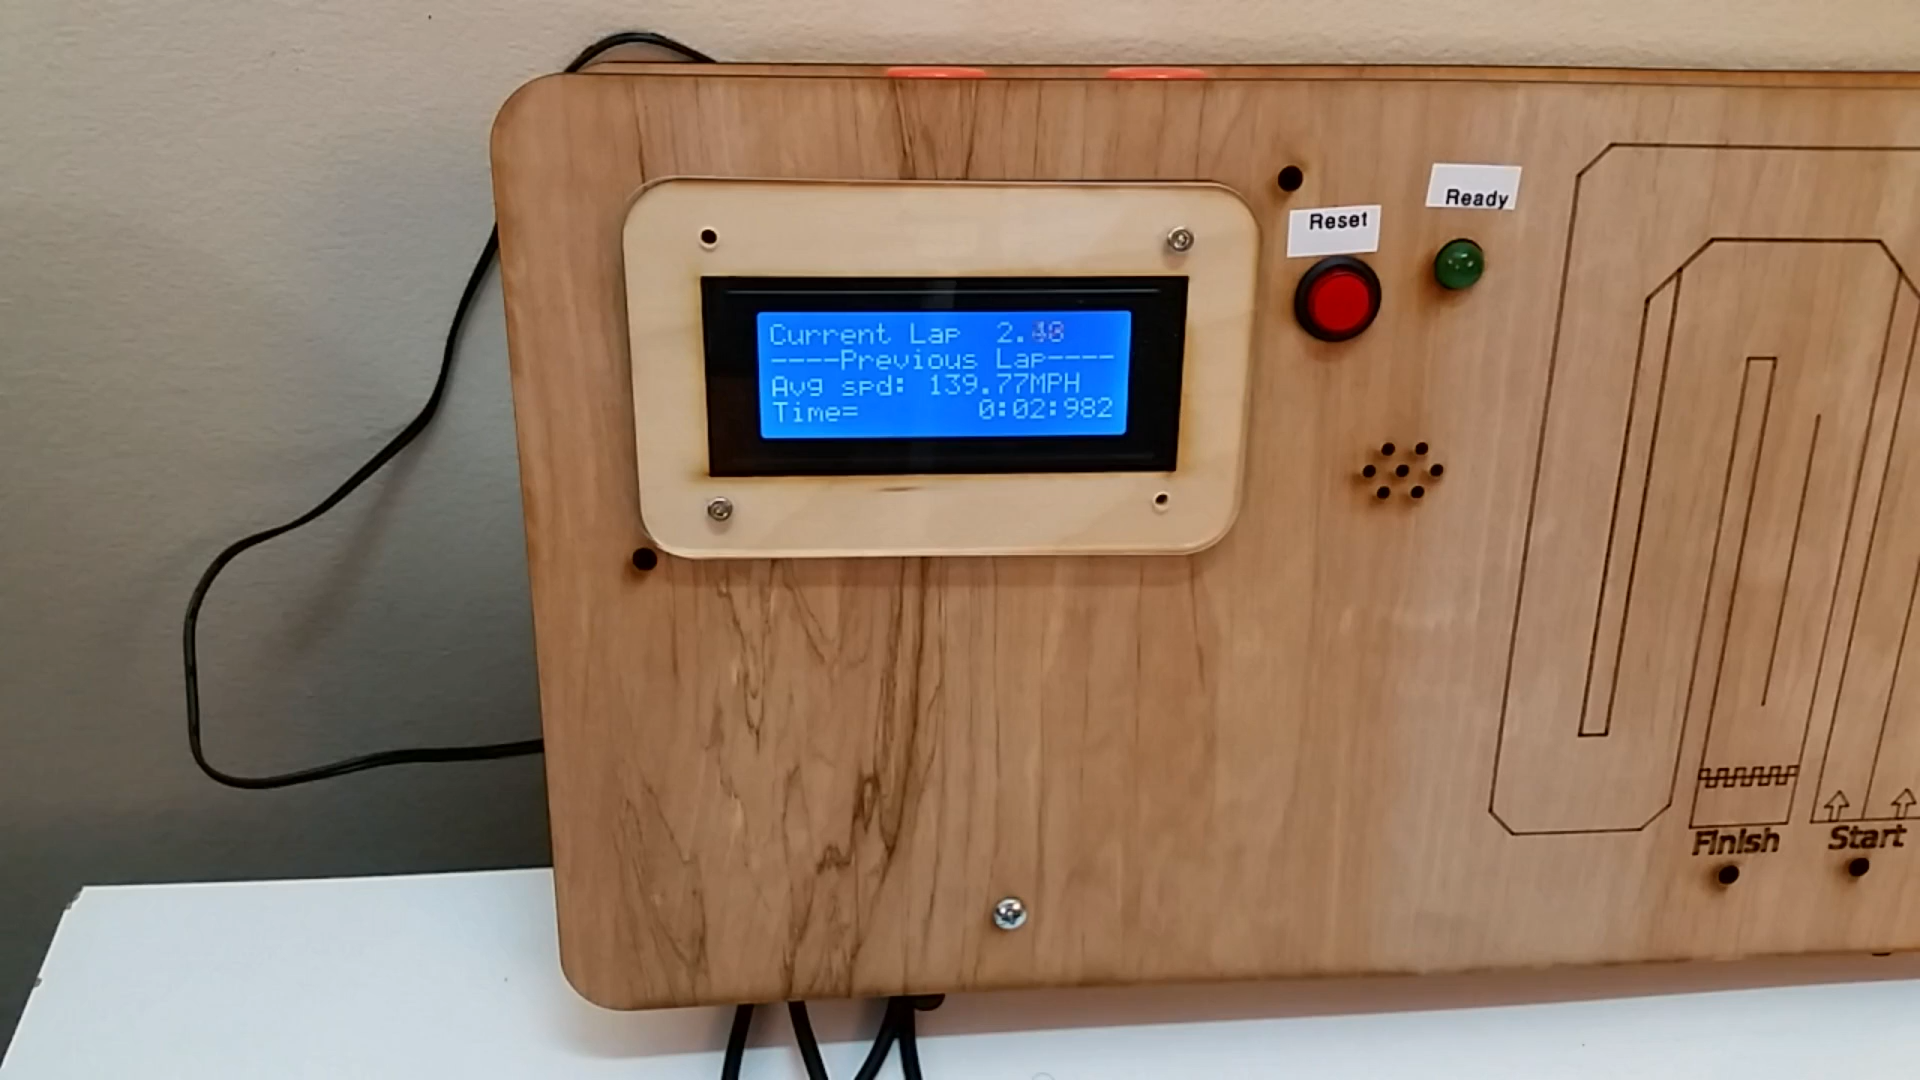 Current Lap 2.48
----Previous Lap----
Avg spd: 139.77MPH
Time= 0:02:982
Reset
Ready
Finish
Start